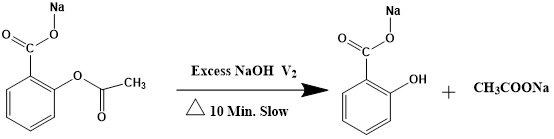 Na
O
O
C
O
C
CH3
O
Excess NaOH V2
△ 10 Min. Slow
Na
O
O
C
OH
+
CH3COONa